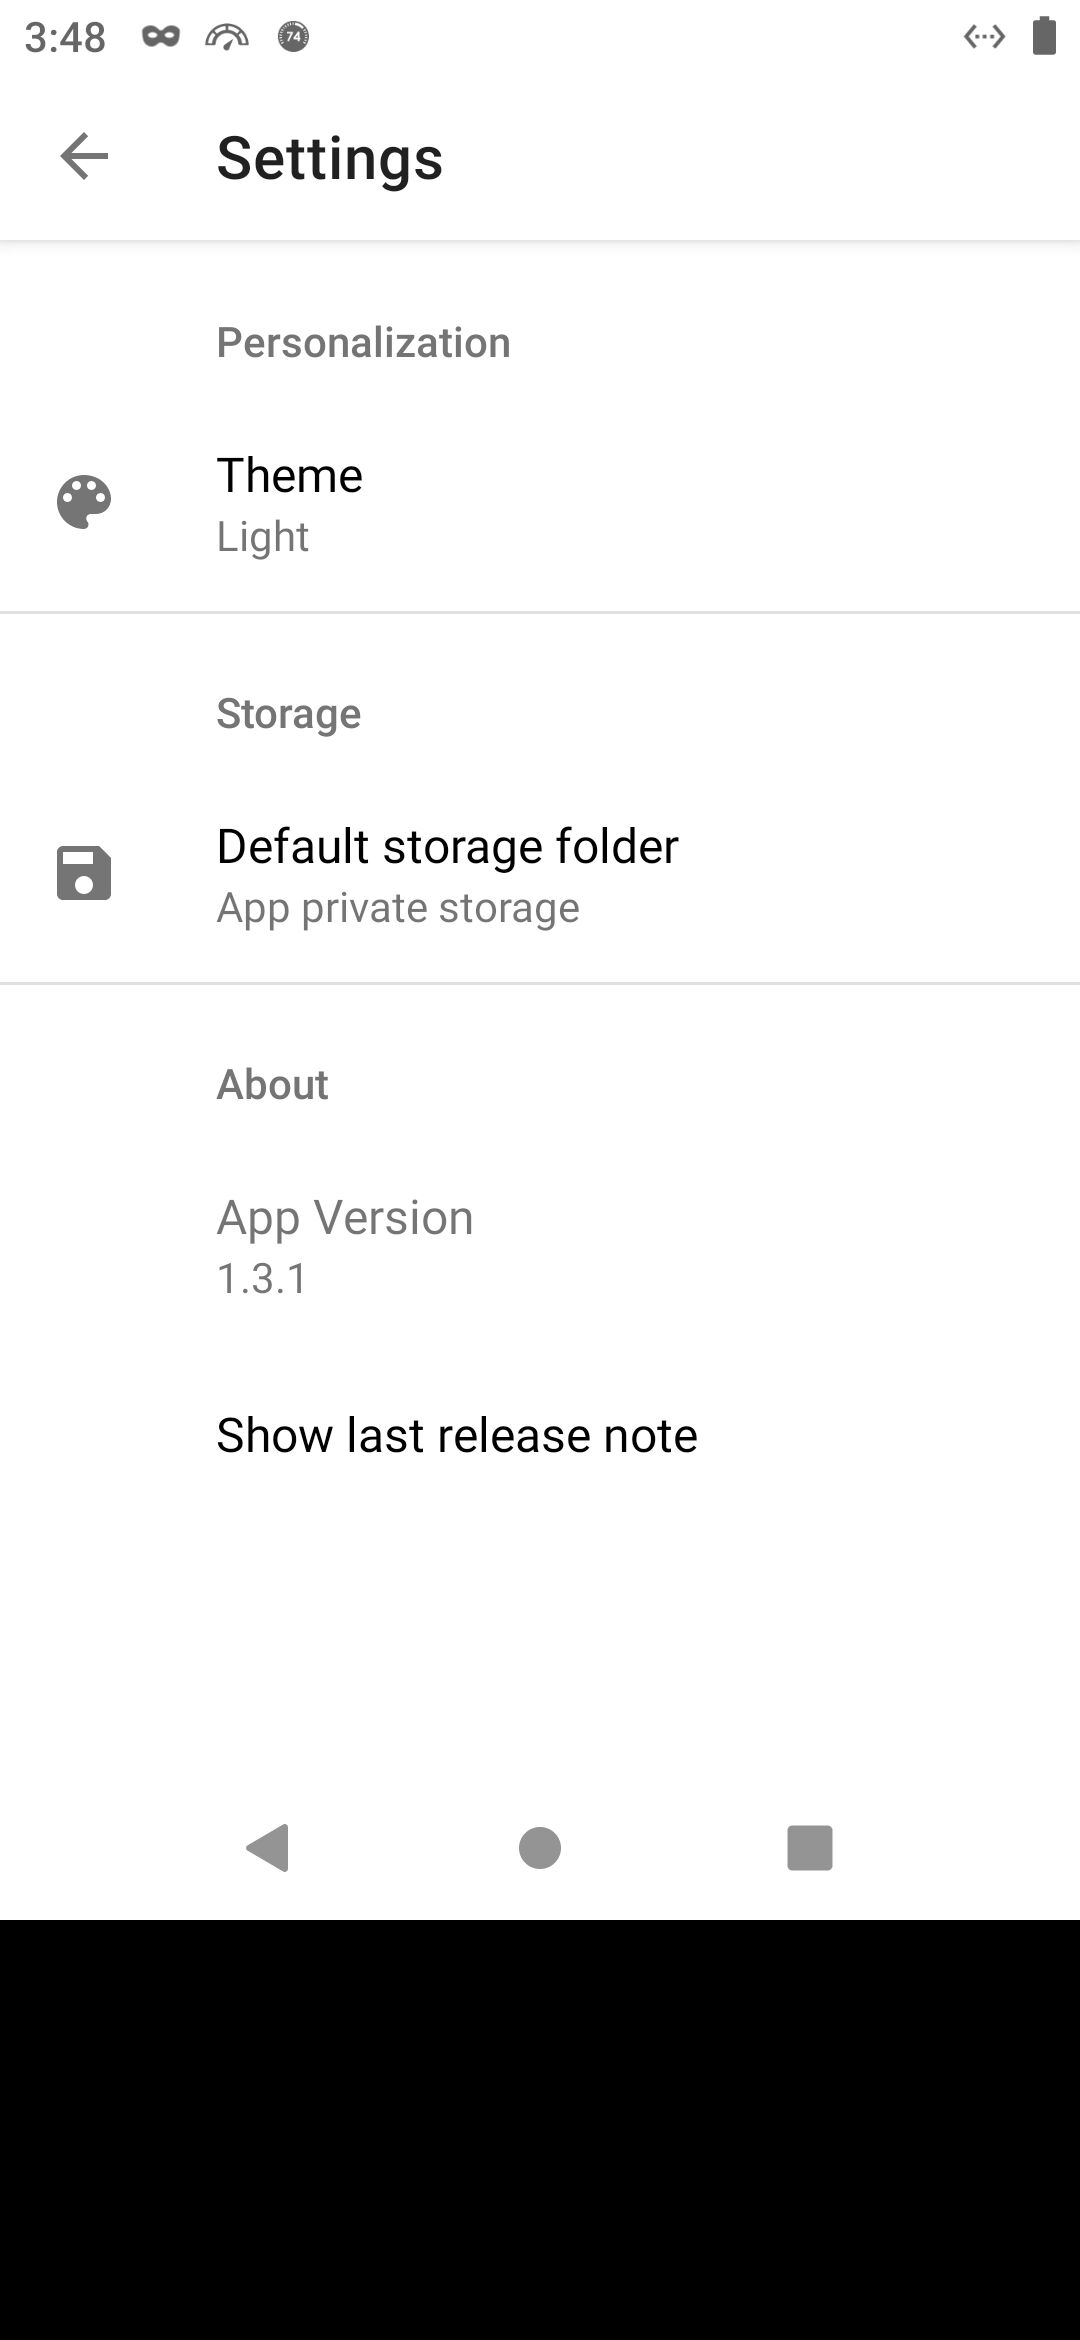 3:48 74
Settings
Personalization
Theme
Light
Storage
Default storage folder
App private storage
About
App Version
1.3.1
Show last release note